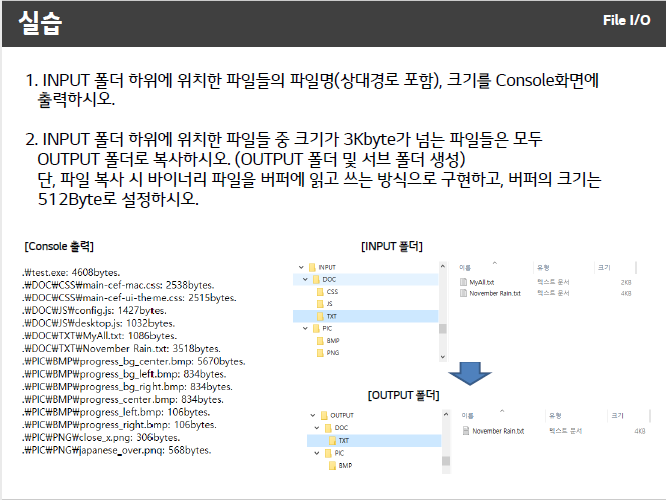 실습
File I/O
1. INPUT 폴더 하위에 위치한 파일들의 파일명(상대경로 포함), 크기를 Console화면에
출력하시오.
2. INPUT 폴더 하위에 위치한 파일들 중 크기가 3Kbyte가 넘는 파일들은 모두
OUTPUT 폴더로 복사하시오. (OUTPUT 폴더 및 서브 폴더 생성)
단, 파일 복사 시 바이너리 파일을 버퍼에 읽고 쓰는 방식으로 구현하고, 버퍼의 크기는
512Byte로 설정하시오.
[Console 출력]
.₩test.exe: 4608bytes.
.₩DOC₩CSS₩main-cef-mac.css: 2538bytes.
.₩DOC₩CSS₩main-cef-ui-theme.css: 2515bytes.
.₩DOC₩JS₩config.js: 1427bytes.
.₩DOC₩JS₩desktop.js: 1032bytes.
.₩DOC₩TXT₩MyAll.txt: 1086bytes.
.₩DOC₩TXT₩November Rain.txt: 3518bytes.
.₩PIC₩BMP₩progress_bg_center.bmp: 5670bytes.
.₩PIC₩BMP₩progress_bg_left.bmp: 834bytes.
.₩PIC₩BMP₩progress_bg_right.bmp: 834bytes.
.₩PIC₩BMP₩progress_center.bmp: 834bytes.
.₩PIC₩BMP₩progress_left.bmp: 106bytes.
.₩PIC₩BMP₩progress_right.bmp: 106bytes.
.₩PIC₩PNG₩close_x.png: 306bytes.
.₩PIC₩PNG₩japanese_over.png: 568bytes.
[INPUT 폴더]
INPUT
DOC
CSS
JS
TXT
PIC
BMP
PNG
이름 유형 크기
MyAll.txt 텍스트 문서 2KB
November Rain.txt 텍스트 문서 4KB
[OUTPUT 폴더]
OUTPUT
DOC
TXT
PIC
BMP
이름 유형 크기
November Rain.txt 텍스트 문서 4KB